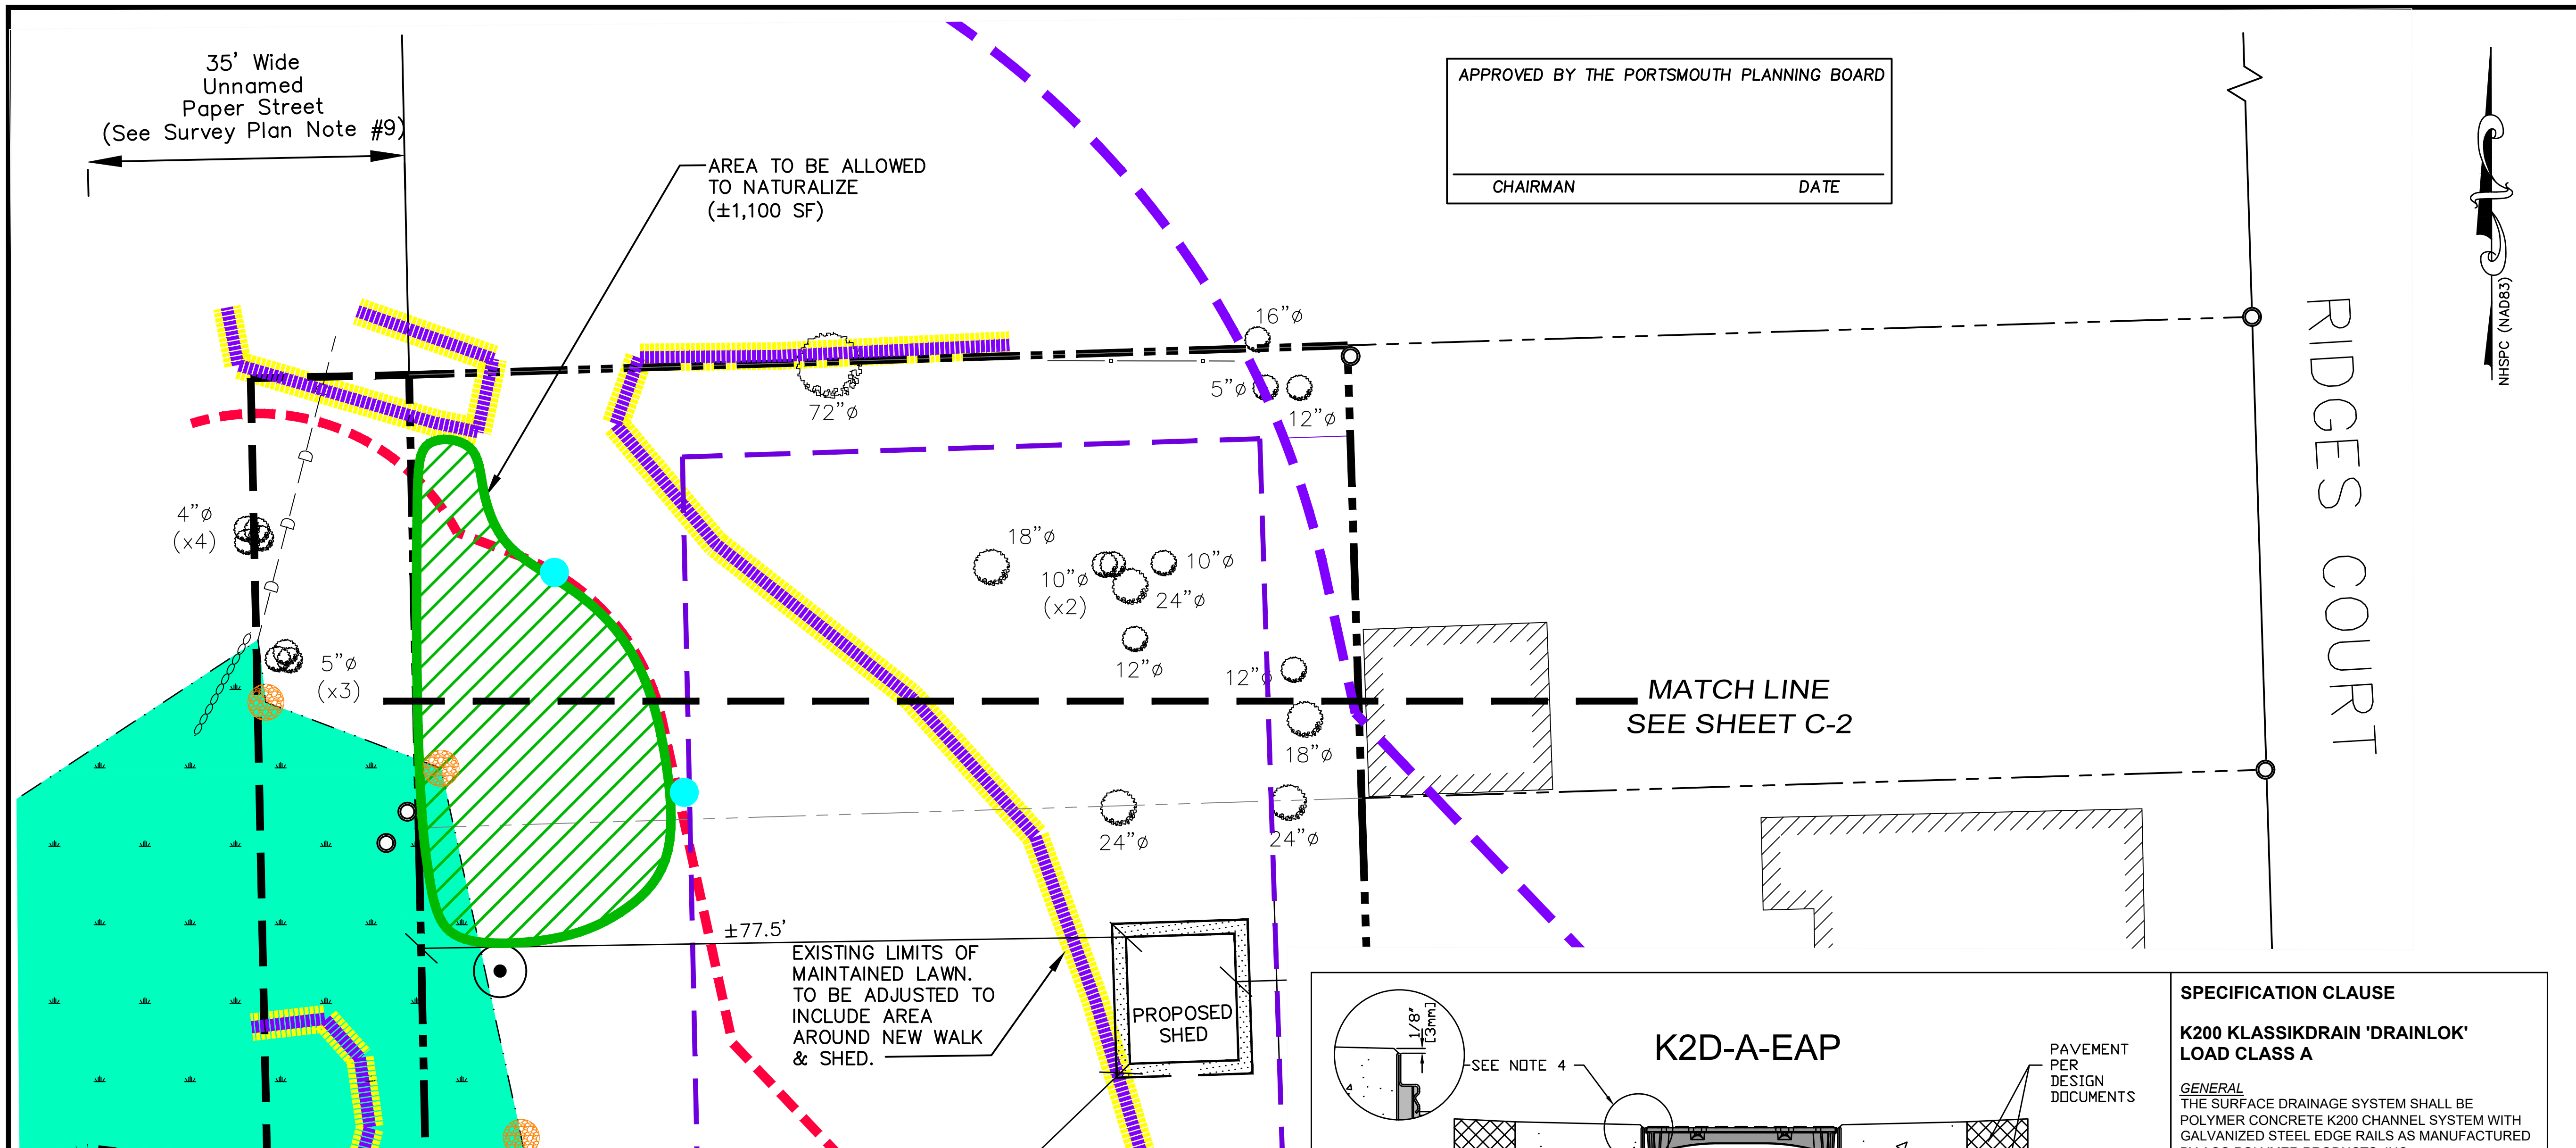 35' Wide
Unnamed
Paper Street
(See Survey Plan Note #9)
AREA TO BE ALLOWED
TO NATURALIZE
(±1,100 SF)
APPROVED BY THE PORTSMOUTH PLANNING BOARD
CHAIRMAN DATE
NHSPC (NAD83)
RIDGES COURT
16"ø
5"ø
12"ø
72"ø
4"ø
(x4)
18"ø
10"ø
(x2)
10"ø
24"ø
12"ø
5"ø
(x3)
12"ø
18"ø
MATCH LINE
SEE SHEET C-2
24"ø
24"ø
±77.5'
EXISTING LIMITS OF
MAINTAINED LAWN.
TO BE ADJUSTED TO
INCLUDE AREA
AROUND NEW WALK
& SHED.
PROPOSED
SHED
D
D
D
1/8"
[3mm]
SEE NOTE 4
K2D-A-EAP
PAVEMENT
PER
DESIGN
DOCUMENTS
SPECIFICATION CLAUSE
K200 KLASSIKDRAIN 'DRAINLOK'
LOAD CLASS A
GENERAL
THE SURFACE DRAINAGE SYSTEM SHALL BE
POLYMER CONCRETE K200 CHANNEL SYSTEM WITH
GALVANIZED STEEL EDGE RAILS AS MANUFACTURED